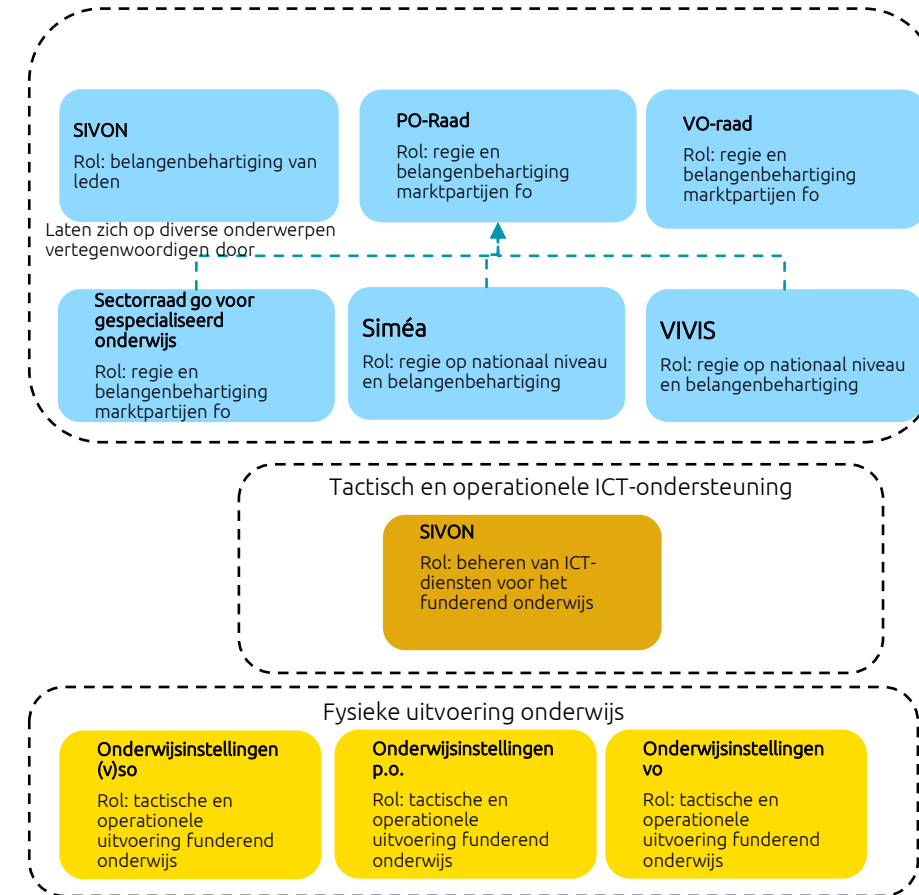 SIVON
Rol: belangenbehartiging van
leden
PO-Raad
Rol: regie en
belangenbehartiging
marktpartijen fo
VO-raad
Rol: regie en
belangenbehartiging
marktpartijen fo
Laten zich op diverse onderwerpen
vertegenwoordigen door
Sectorraad go voor
gespecialiseerd
onderwijs
Rol: regie en
belangenbehartiging
marktpartijen fo
Siméa
Rol: regie op nationaal niveau
en belangenbehartiging
VIVIS
Rol: regie op nationaal niveau
en belangenbehartiging
Tactisch en operationele ICT-ondersteuning
SIVON
Rol: beheren van ICT-
diensten voor het
funderend onderwijs
Fysieke uitvoering onderwijs
Onderwijsinstellingen
(v)so
Rol: tactische en
operationele
uitvoering funderend
onderwijs
Onderwijsinstellingen
p.o.
Rol: tactische en
operationele
uitvoering funderend
onderwijs
Onderwijsinstellingen
vo
Rol: tactische en
operationele
uitvoering funderend
onderwijs